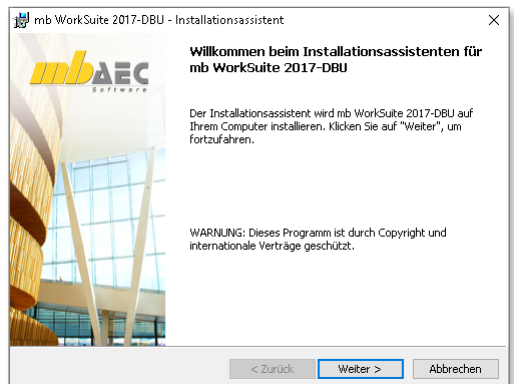 mb WorkSuite 2017-DBU - Installationsassistent
mb AEC
Software
Willkommen beim Installationsassistenten für
mb WorkSuite 2017-DBU
Der Installationsassistent wird mb WorkSuite 2017-DBU auf
Ihrem Computer installieren. Klicken Sie auf "Weiter", um
fortzufahren.
WARNUNG: Dieses Programm ist durch Copyright und
internationale Verträge geschützt.
< Zurück
Weiter >
Abbrechen